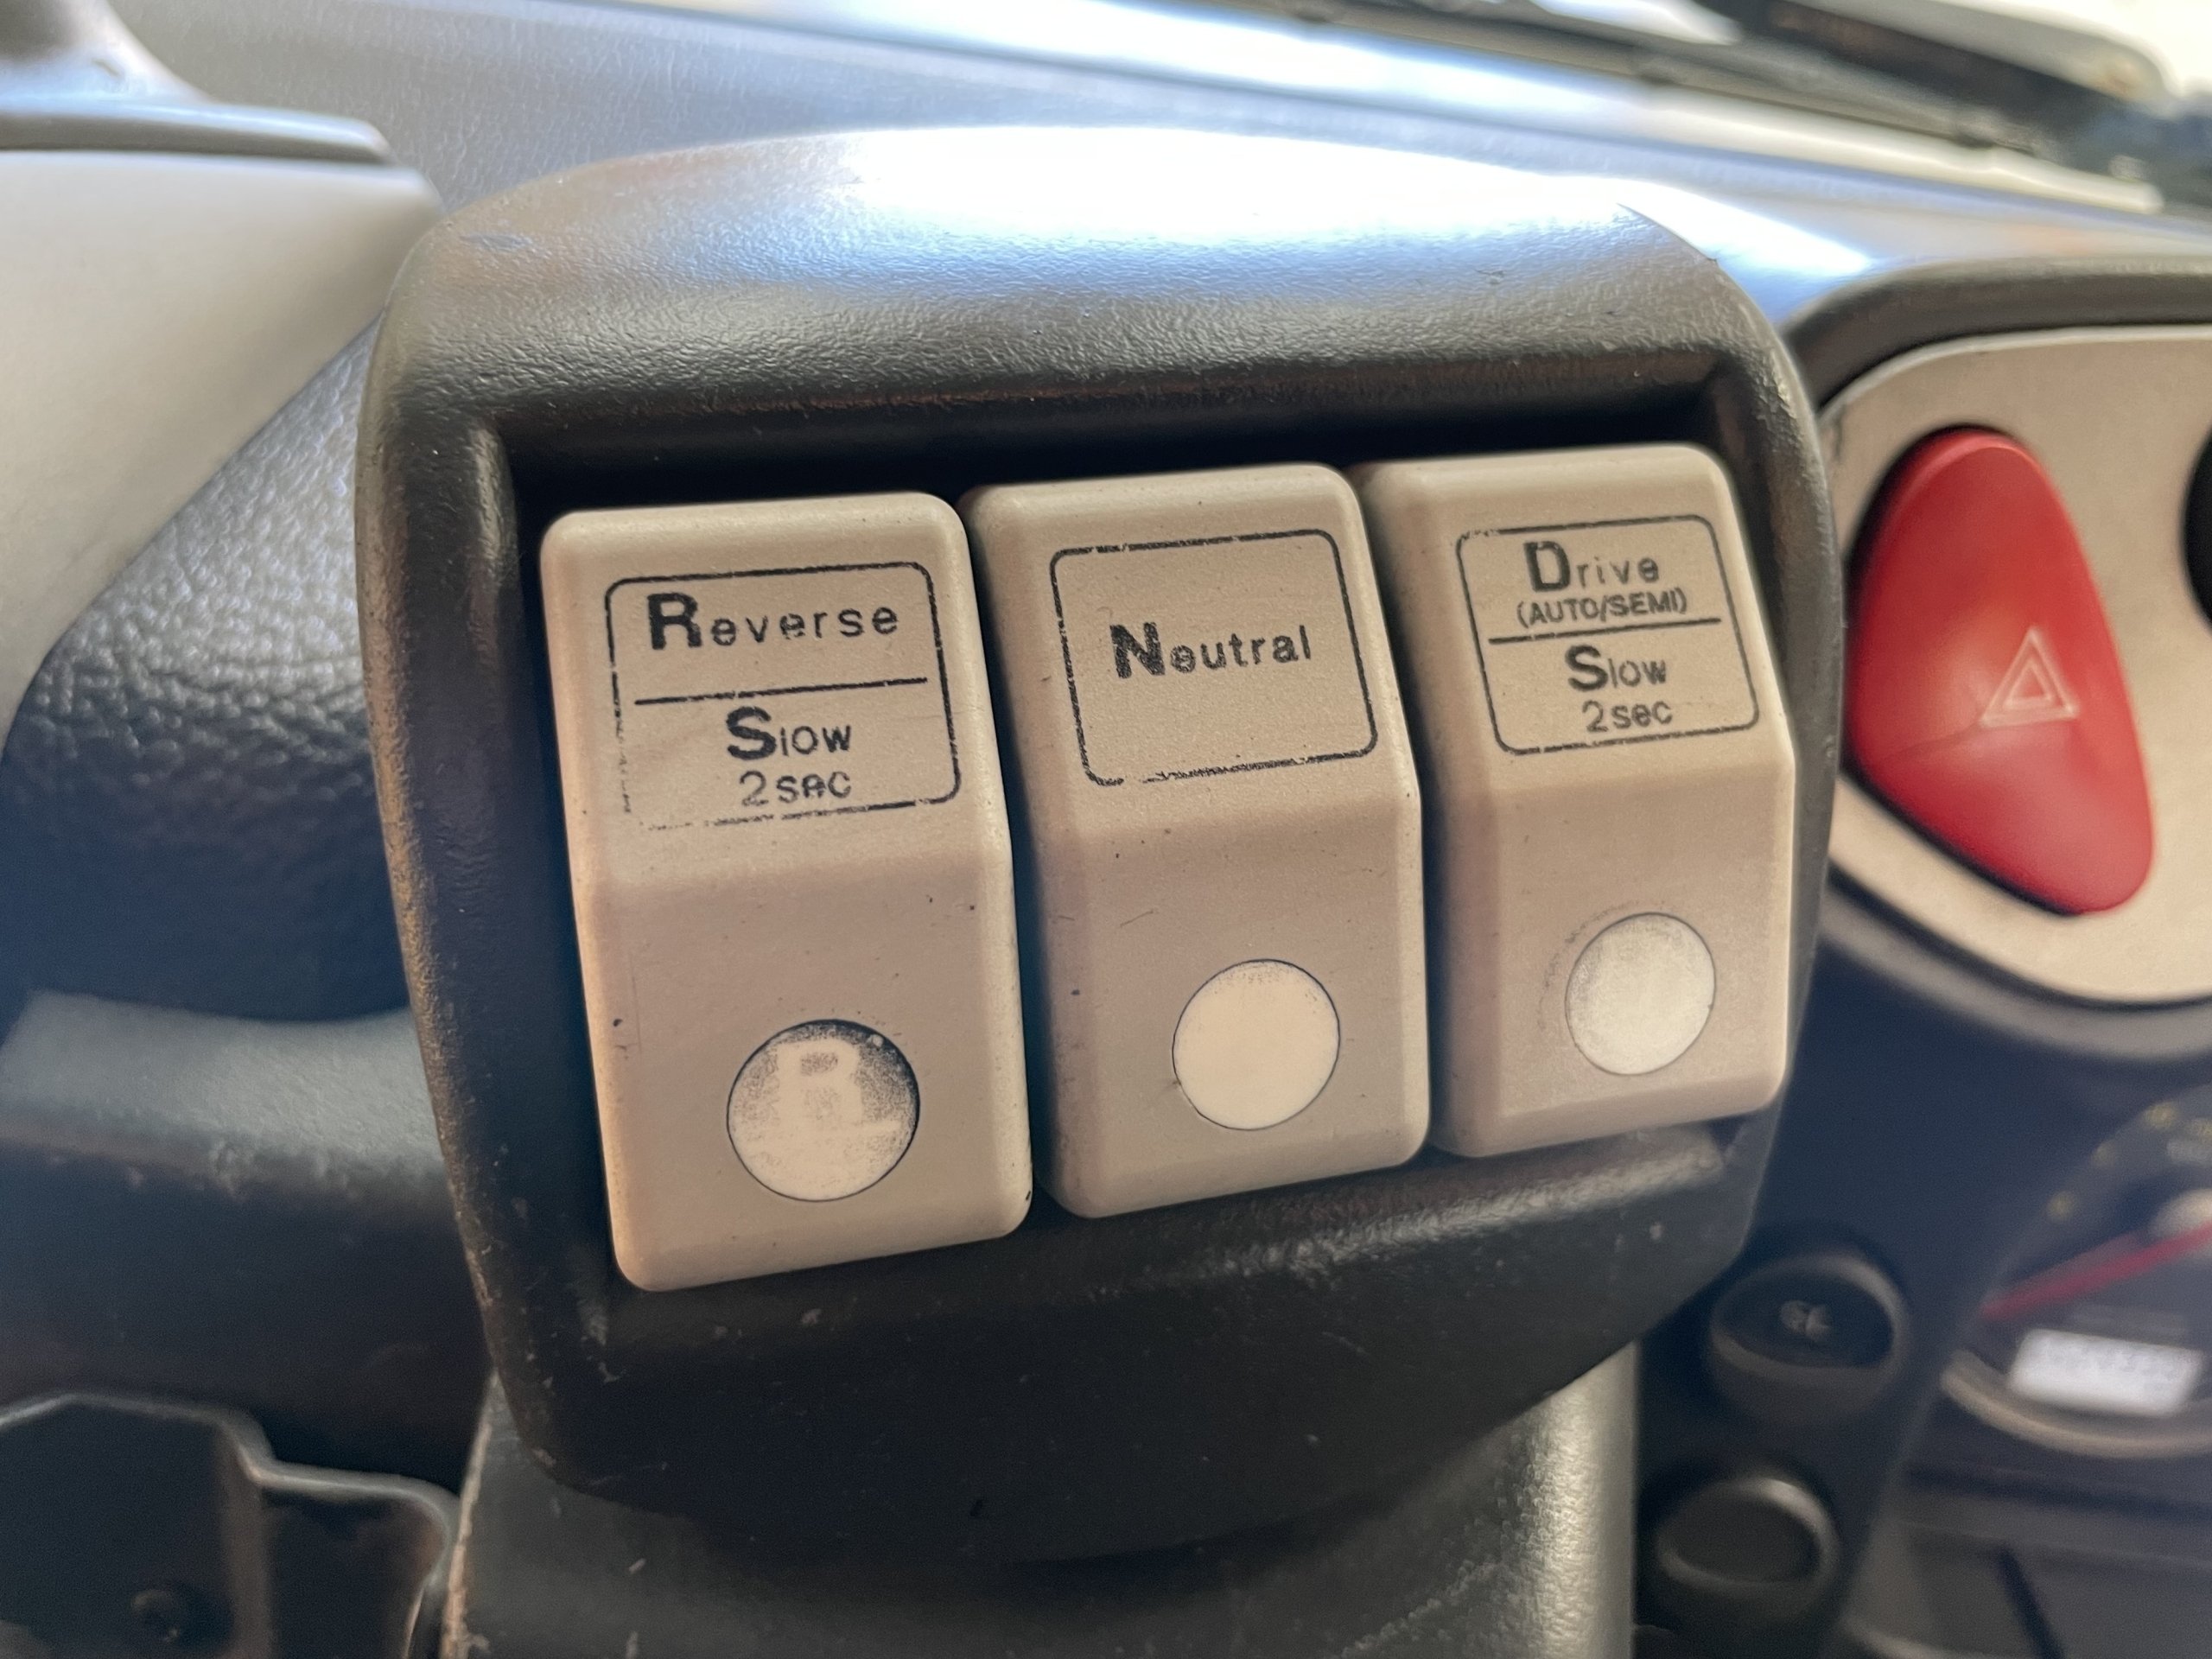 Reverse
Slow
2sec
R
Neutral
Drive
(AUTO/SEMI)
Slow
2sec